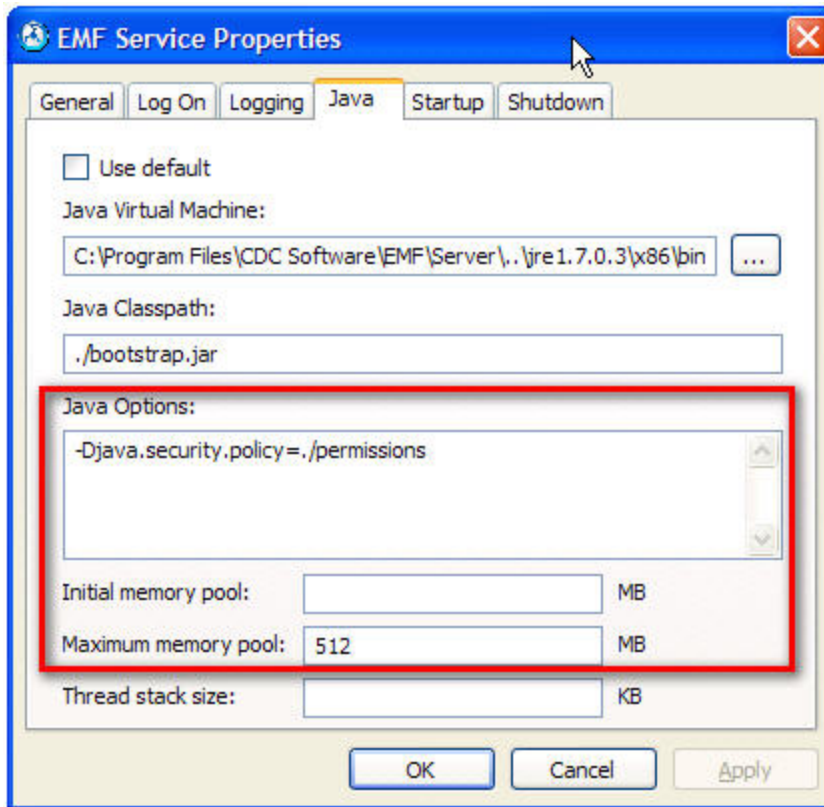 EMF Service Properties
General Log On Logging Java Startup Shutdown
Use default
Java Virtual Machine:
C:\Program Files\CDC Software\EMF\Server\..\jre1.7.0.3\x86\bin ...
Java Classpath:
./bootstrap.jar
Java Options:
-Djava.security.policy=./permissions
Initial memory pool: MB
Maximum memory pool: 512 MB
Thread stack size: KB
OK Cancel Apply